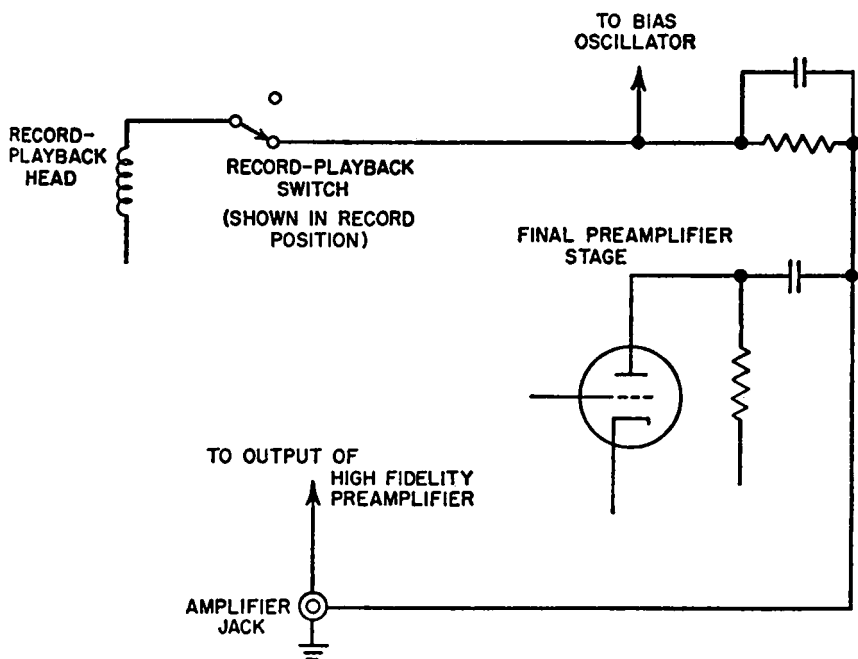 TO BIAS
OSCILLATOR
RECORD-
PLAYBACK
HEAD
RECORD-PLAYBACK
SWITCH
(SHOWN IN RECORD
POSITION)
FINAL PREAMPLIFIER
STAGE
TO OUTPUT OF
HIGH FIDELITY
PREAMPLIFIER
AMPLIFIER
JACK